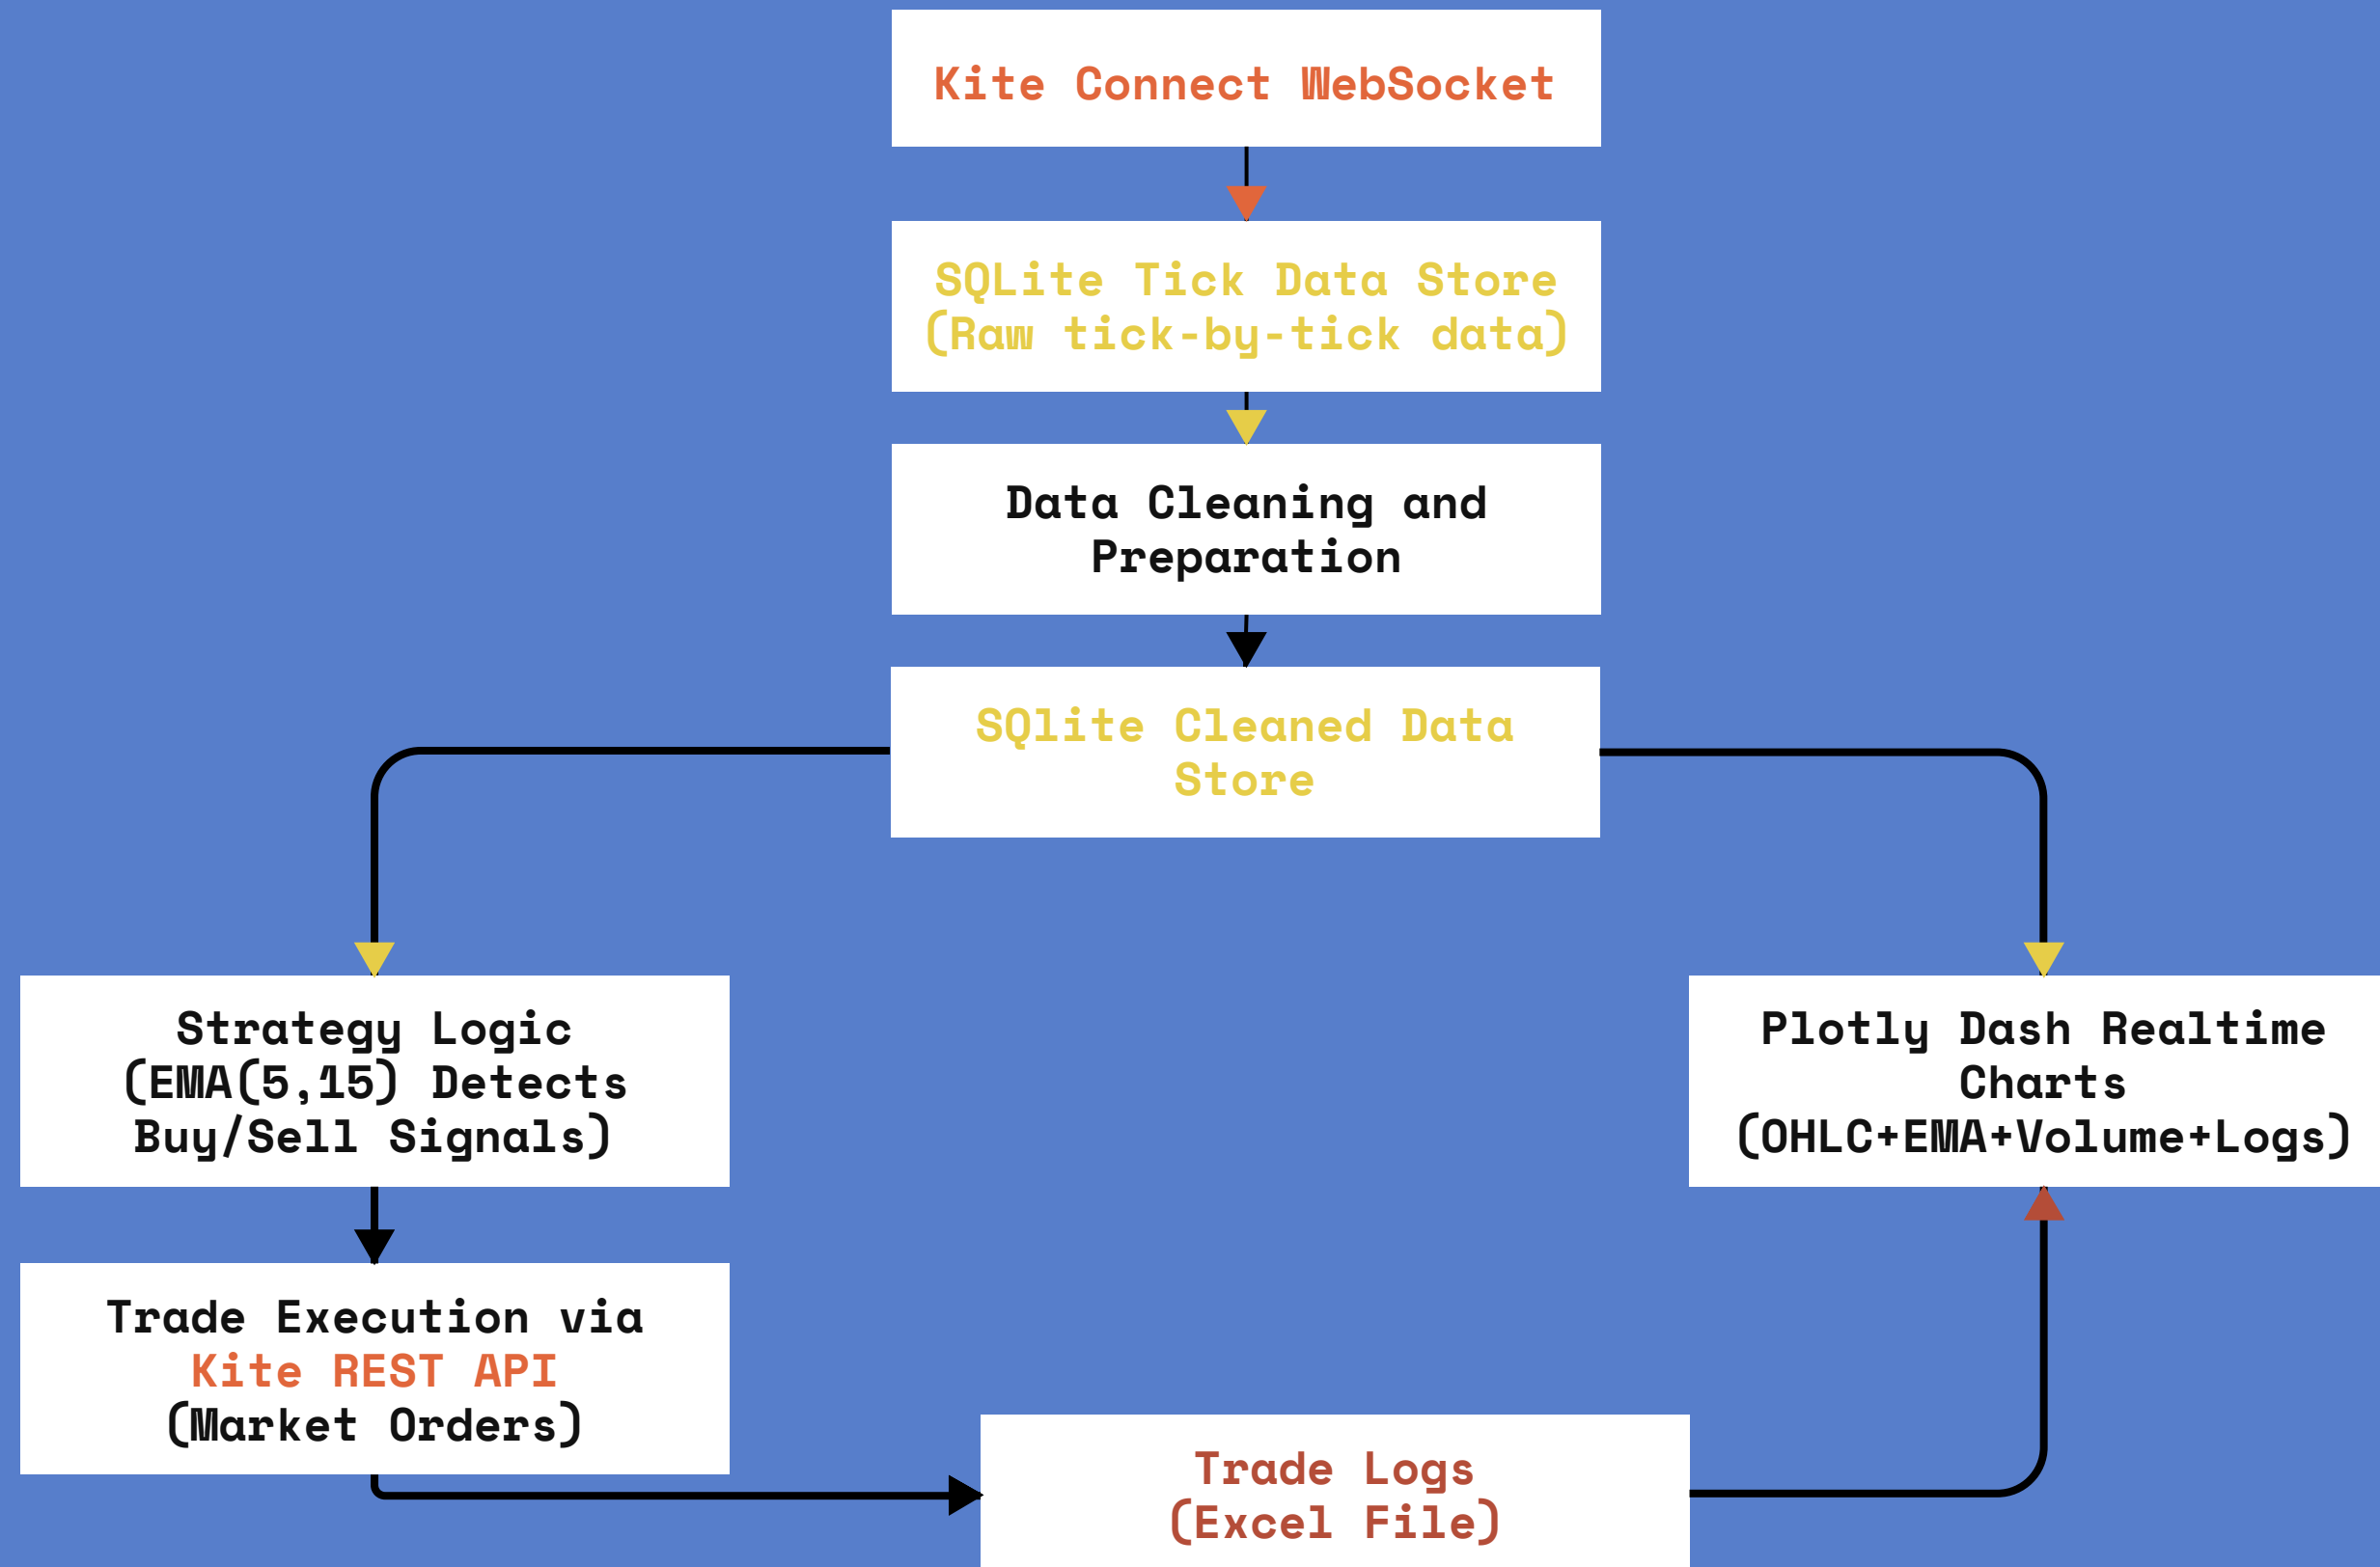 Kite Connect WebSocket
SQLite Tick Data Store
(Raw tick-by-tick data)
Data Cleaning and
Preparation
SQlite Cleaned Data
Store
Strategy Logic
(EMA(5,15) Detects
Buy/Sell Signals)
Plotly Dash Realtime
Charts
(OHLC+EMA+Volume+Logs)
Trade Execution via
Kite REST API
(Market Orders)
Trade Logs
(Excel File)